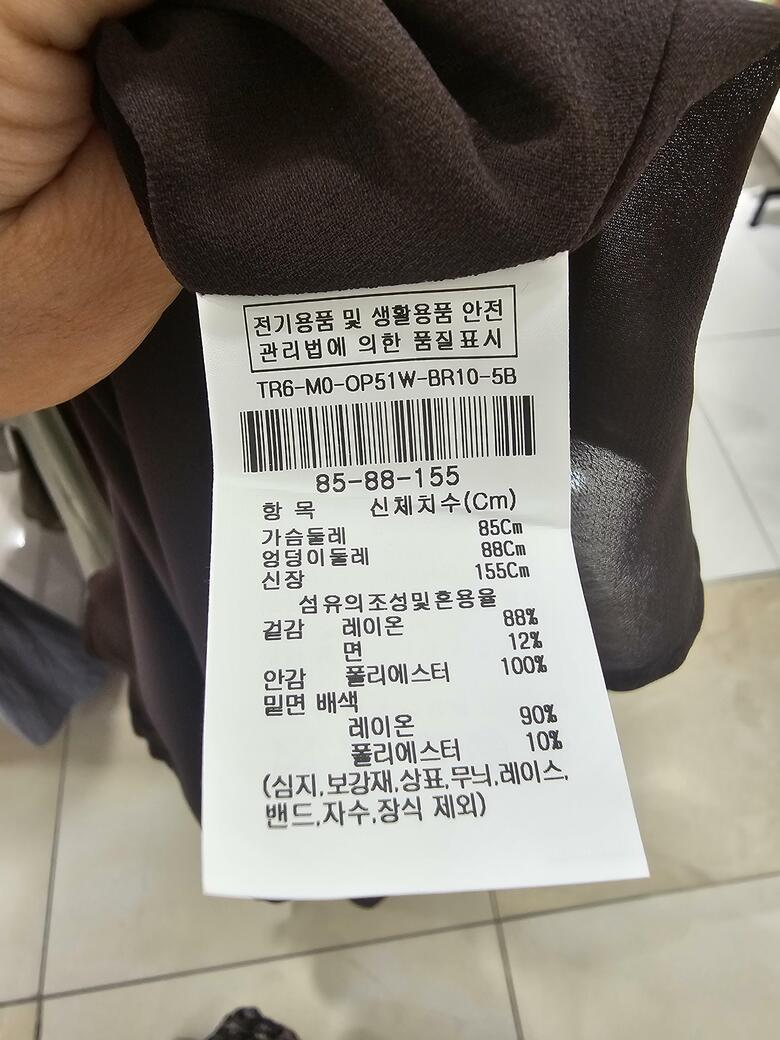 전기용품 및 생활용품 안전
관리법에 의한 품질표시
TR6-M0-OP51W-BR10-5B
85-88-155
항 목 신체치수(Cm)
가슴둘레 85Cm
엉덩이둘레 88Cm
신장 155Cm
섬유의조성및혼용율
겉감 레이온 88%
면 12%
안감 폴리에스터 100%
밑면 배색
레이온 90%
폴리에스터 10%
(심지,보강재,상표,무늬,레이스,
밴드,자수,장식 제외)